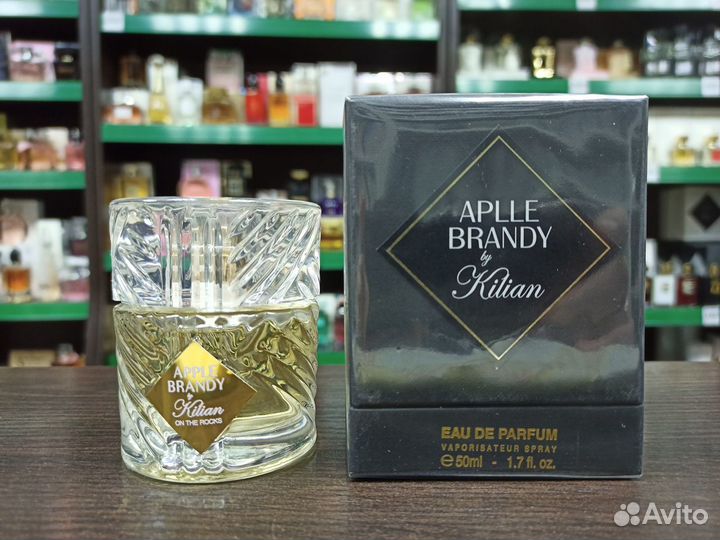 APLLE
BRANDY
by
Kilian
EAU DE PARFUM
VAPORISATEUR SPRAY
e 50ml - 1.7 fl. oz.
APPLE
BRANDY
by
Kilian
ON THE ROCKS
Avito